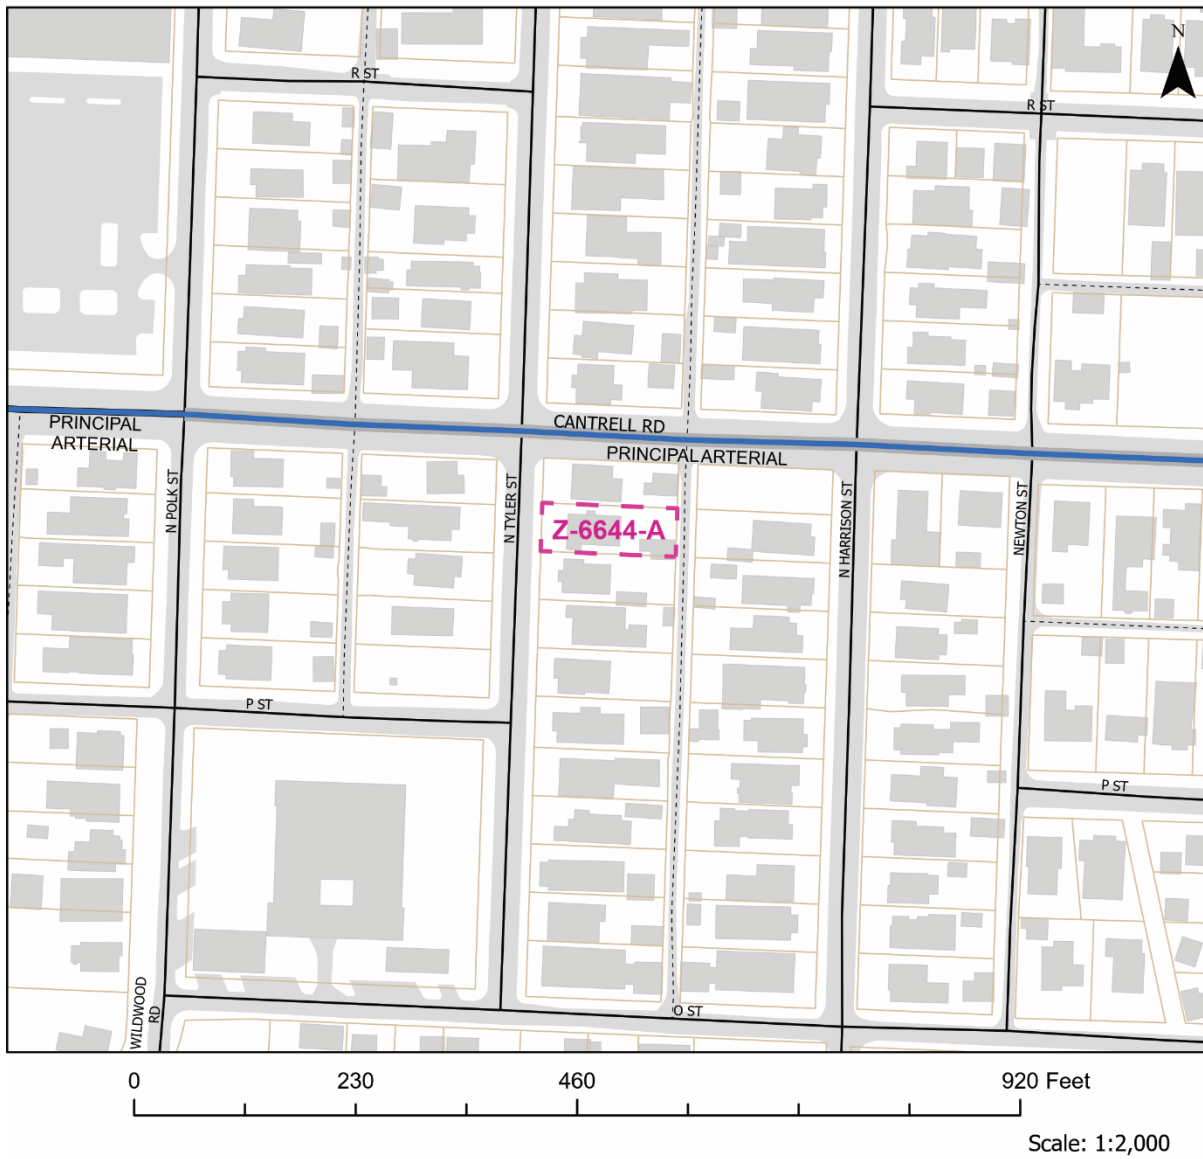 N
R ST
R ST
CANTRELL RD
PRINCIPAL
ARTERIAL
PRINCIPAL ARTERIAL
N POLK ST
N TYLER ST
N HARRISON ST
NEWTON ST
Z-6644-A
P ST
P ST
WILDWOOD
RD
O ST
0 230 460 920 Feet
Scale: 1:2,000